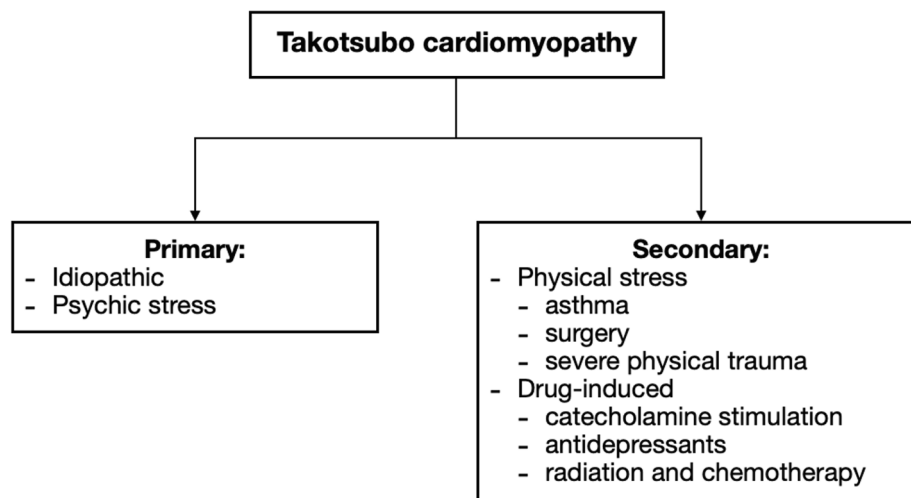 Takotsubo cardiomyopathy
Primary:
- Idiopathic
- Psychic stress
Secondary:
- Physical stress
- asthma
- surgery
- severe physical trauma
- Drug-induced
- catecholamine stimulation
- antidepressants
- radiation and chemotherapy